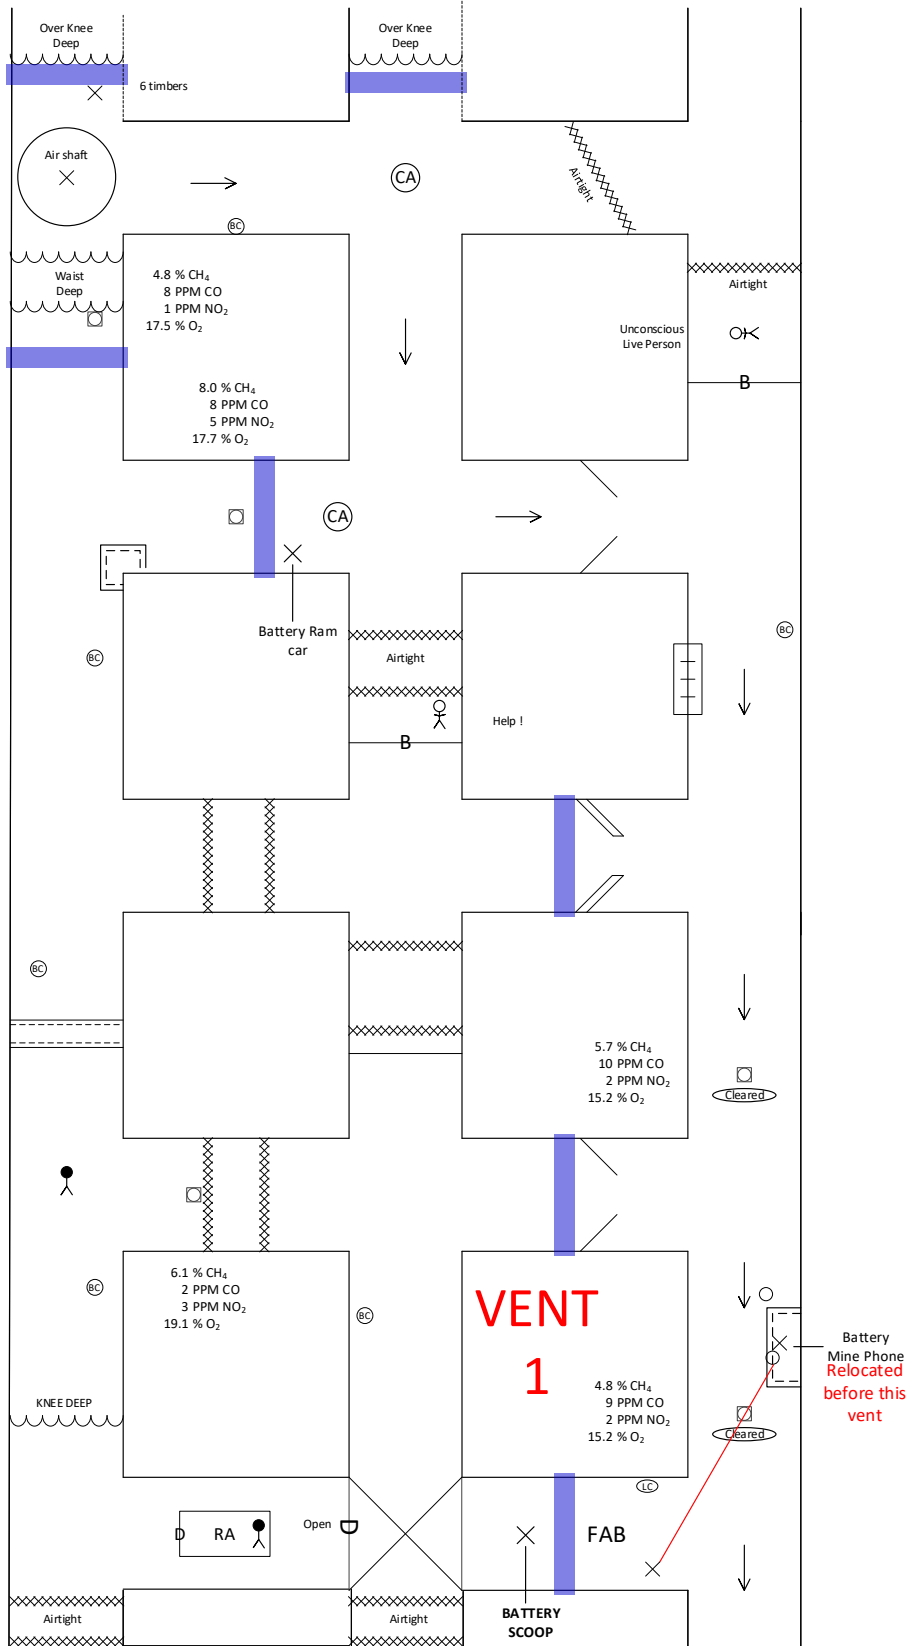 Over Knee
Deep
Over Knee
Deep
6 timbers
Air shaft
CA
Airtight
BC
Waist
Deep
4.8 % CH₄
8 PPM CO
1 PPM NO₂
17.5 % O₂
Airtight
Unconscious
Live Person
B
8.0 % CH₄
8 PPM CO
5 PPM NO₂
17.7 % O₂
CA
Battery Ram
car
BC
Airtight
BC
Help !
B
BC
5.7 % CH₄
10 PPM CO
2 PPM NO₂
15.2 % O₂
Cleared
6.1 % CH₄
2 PPM CO
3 PPM NO₂
19.1 % O₂
BC
BC
VENT
1
Battery
Mine Phone
Relocated
before this
vent
4.8 % CH₄
9 PPM CO
2 PPM NO₂
15.2 % O₂
KNEE DEEP
Cleared
LC
D
RA
Open
D
FAB
BATTERY
SCOOP
Airtight
Airtight